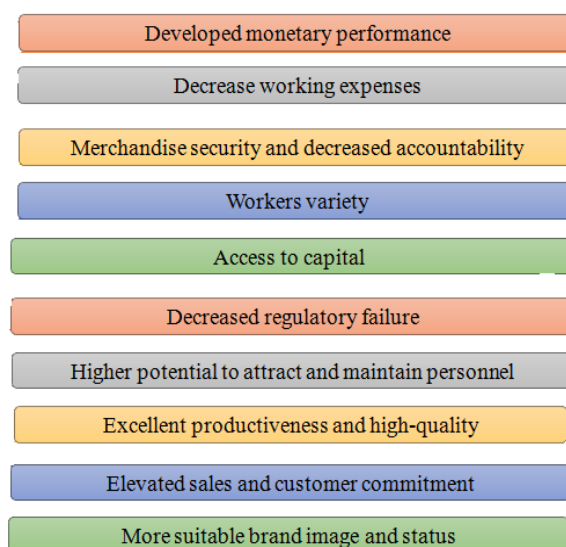 Developed monetary performance
Decrease working expenses
Merchandise security and decreased accountability
Workers variety
Access to capital
Decreased regulatory failure
Higher potential to attract and maintain personnel
Excellent productiveness and high-quality
Elevated sales and customer commitment
More suitable brand image and status